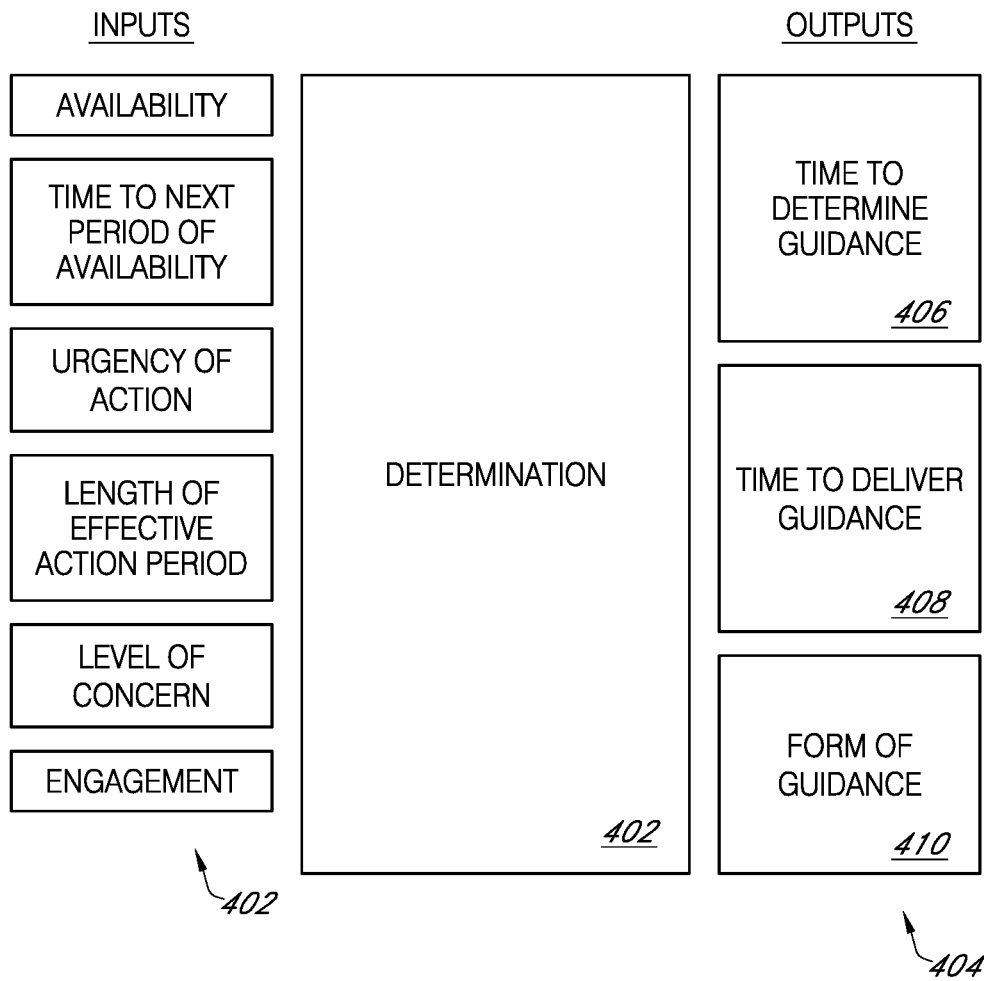 INPUTS
AVAILABILITY
TIME TO NEXT
PERIOD OF
AVAILABILITY
URGENCY OF
ACTION
LENGTH OF
EFFECTIVE
ACTION PERIOD
LEVEL OF
CONCERN
ENGAGEMENT
402
DETERMINATION
402
OUTPUTS
TIME TO
DETERMINE
GUIDANCE
406
TIME TO DELIVER
GUIDANCE
408
FORM OF
GUIDANCE
410
404